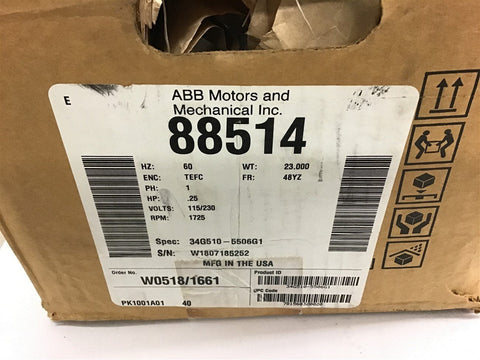 E
ABB Motors and
Mechanical Inc.
88514
HZ: 60 WT: 23.000
ENC: TEFC FR: 48YZ
PH: 1
HP: .25
VOLTS: 115/230
RPM: 1725
Spec: 34G510-5506G1
S/N: W1807185252
MFG IN THE USA
Order No. W0518/1661
Product ID
34G510-5506G1
UPC Code
PK1001A01 40